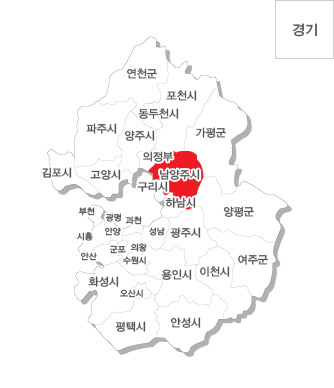 경기
연천군
포천시
동두천시
파주시
양주시
가평군
의정부
김포시
고양시
남양주시
구리시
하남시
부천
광명
과천
양평군
시흥
안양
성남
광주시
군포
의왕
안산
수원시
여주군
화성시
용인시
이천시
오산시
평택시
안성시